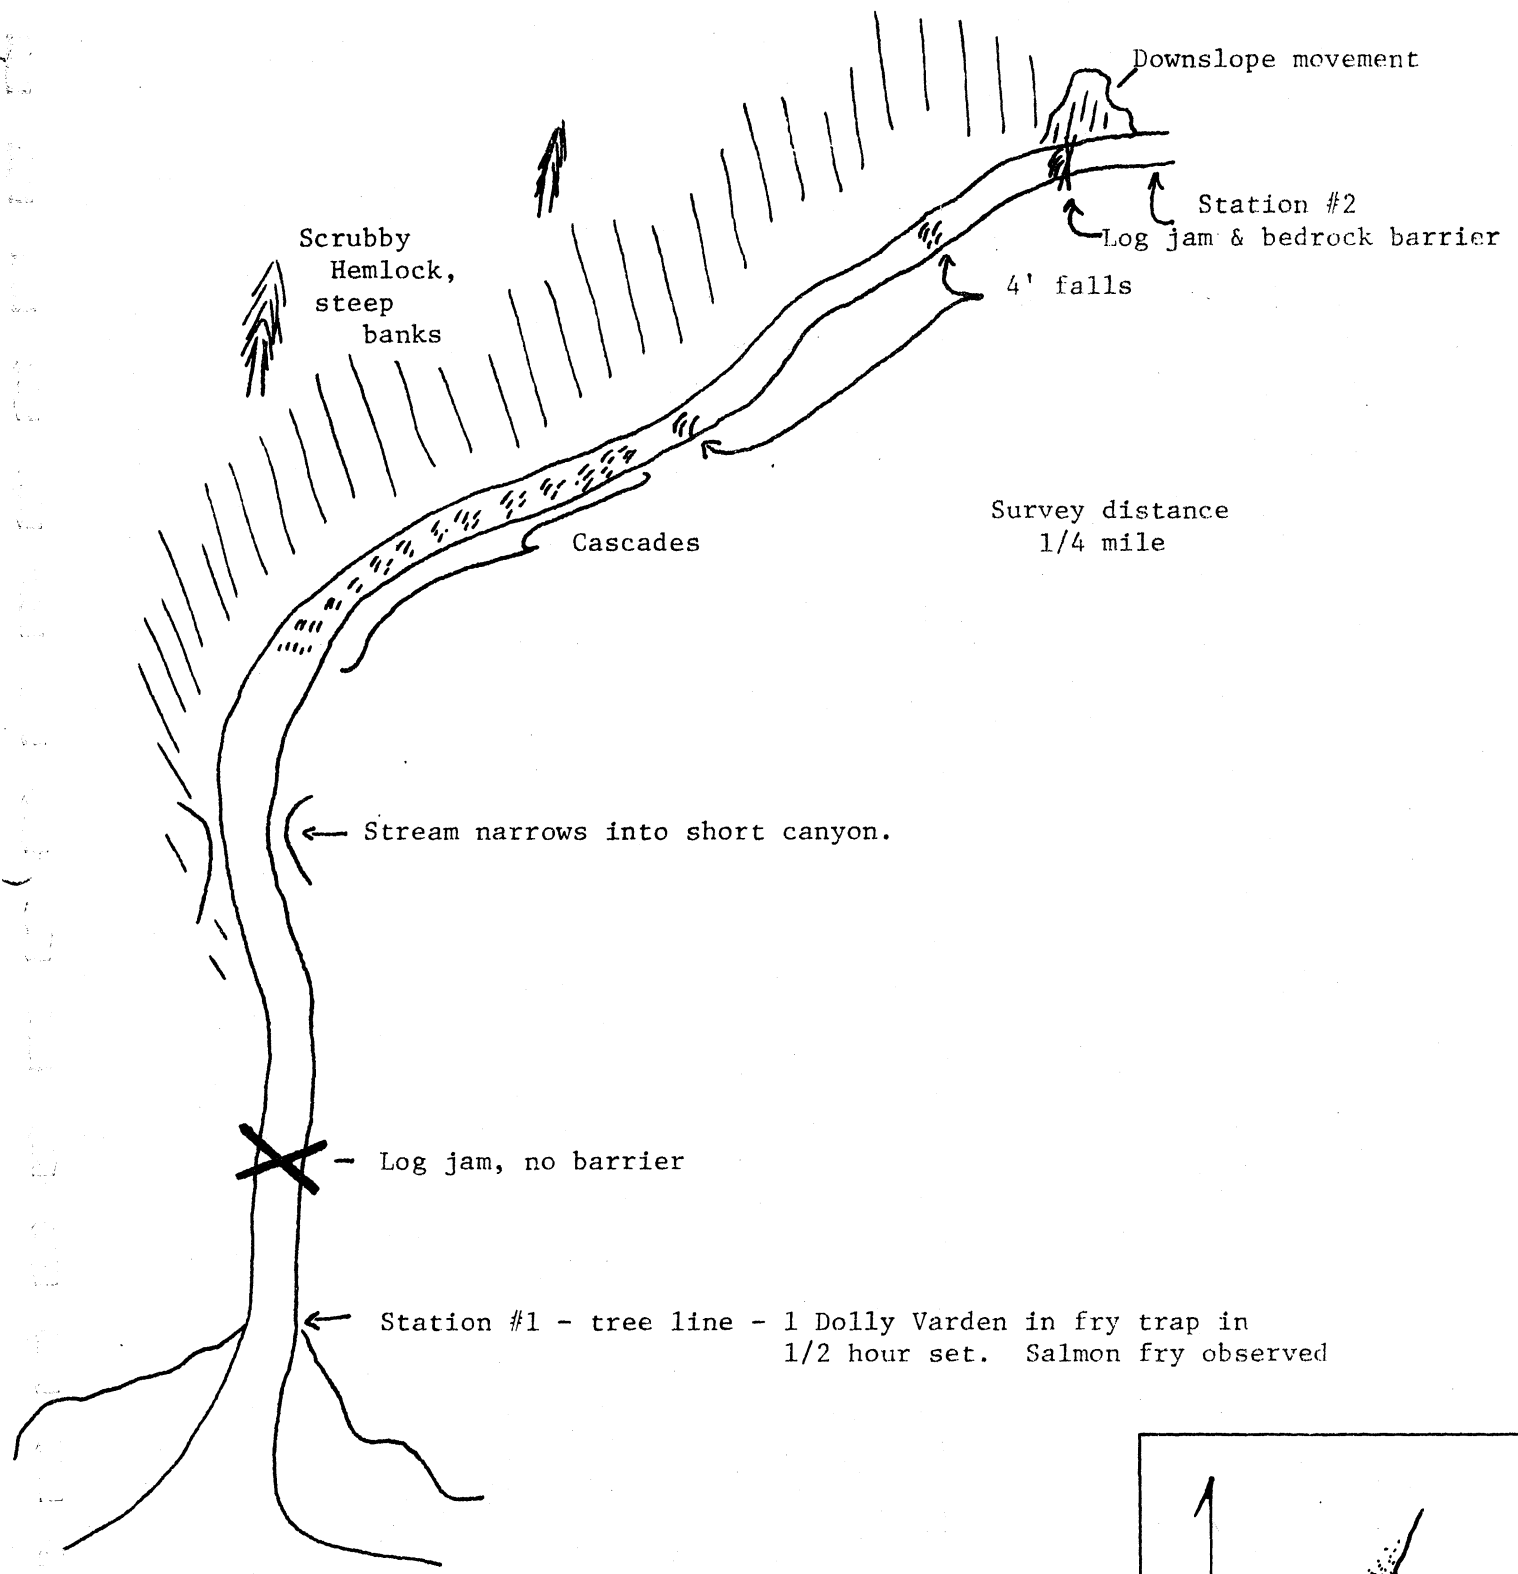 Downslope movement
Station #2
Log jam & bedrock barrier
4' falls
Scrubby
Hemlock,
steep
banks
Survey distance
1/4 mile
Cascades
Stream narrows into short canyon.
Log jam, no barrier
Station #1 - tree line - 1 Dolly Varden in fry trap in
1/2 hour set.  Salmon fry observed